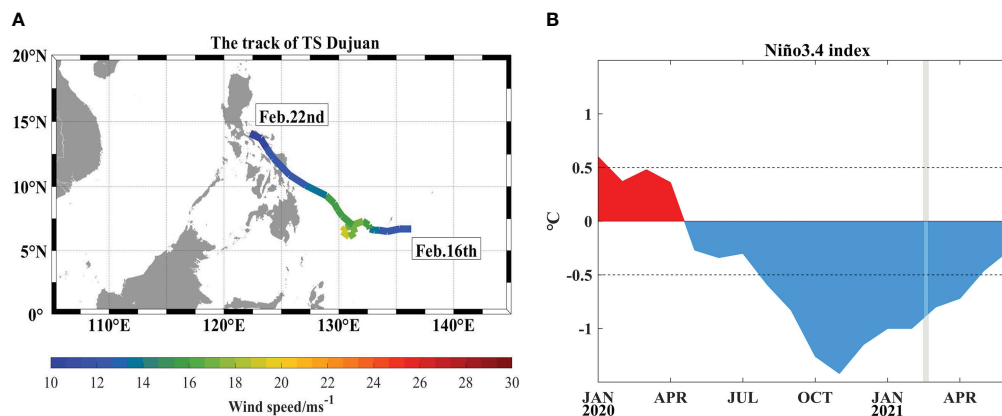 A
The track of TS Dujuan
20°N
15°N
10°N
5°N
0°
Feb.22nd
Feb.16th
110°E 120°E 130°E 140°E
10 12 14 16 18 20 22 24 26 28 30
Wind speed/ms⁻¹
B
Niño3.4 index
°C
1
0.5
0
-0.5
-1
JAN APR JUL OCT JAN APR
2020 2021